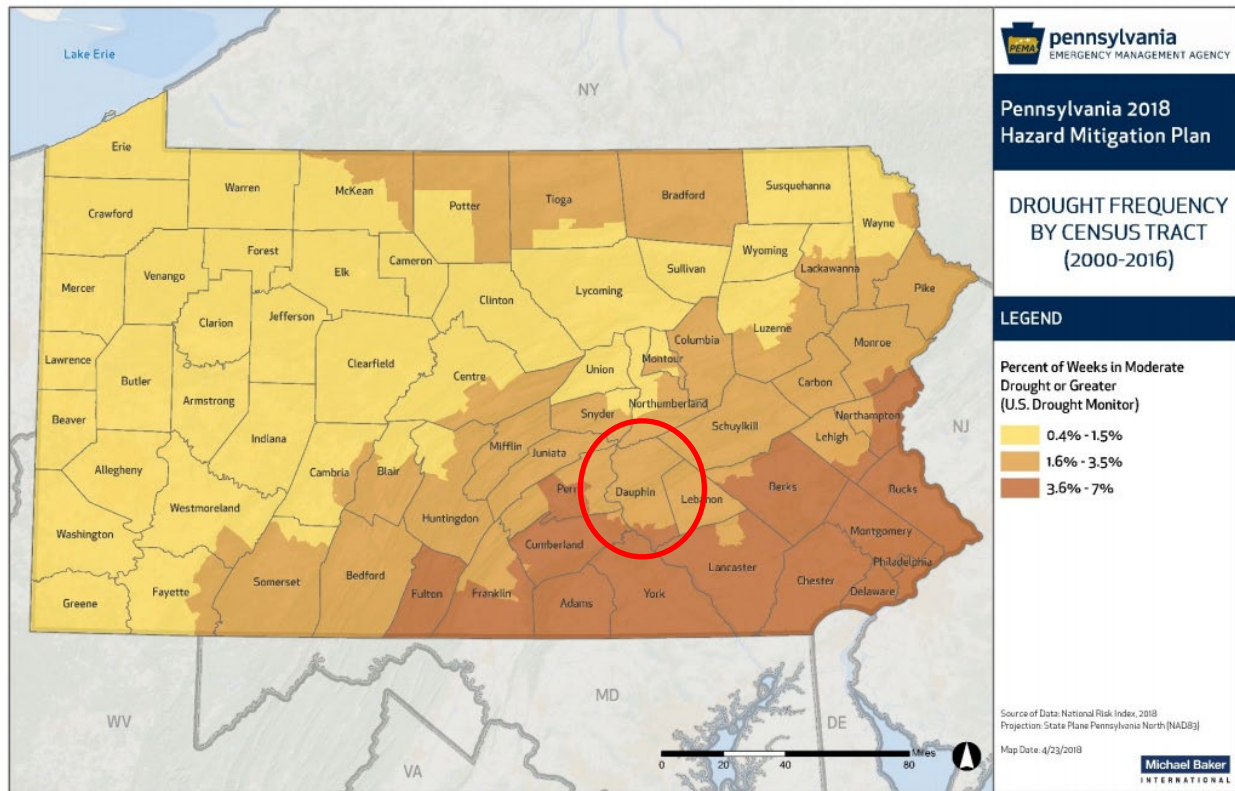 Lake Erie
NY
Erie
Warren
McKean
Potter
Tioga
Bradford
Susquehanna
Wayne
Crawford
Forest
Cameron
Elk
Wyoming
Lackawanna
Sullivan
Pike
Venango
Mercer
Clinton
Lycoming
Clarion
Jefferson
Luzerne
Columbia
Monroe
Lawrence
Clearfield
Montour
Union
Centre
Butler
Carbon
Armstrong
Northumberland
Snyder
Northampton
Beaver
Schuylkill
Lehigh
NJ
Indiana
Mifflin
Juniata
Allegheny
Cambria
Blair
Perry
Dauphin
Lebanon
Berks
Bucks
Westmoreland
Huntingdon
Washington
Montgomery
Cumberland
Philadelphia
Lancaster
Somerset
Bedford
Fulton
Franklin
Adams
York
Chester
Delaware
Fayette
Greene
WV
MD
DE
VA
0 20 40 80
Miles
PEMA
pennsylvania
EMERGENCY MANAGEMENT AGENCY
Pennsylvania 2018
Hazard Mitigation Plan
DROUGHT FREQUENCY
BY CENSUS TRACT
(2000-2016)
LEGEND
Percent of Weeks in Moderate
Drought or Greater
(U.S. Drought Monitor)
0.4% - 1.5%
1.6% - 3.5%
3.6% - 7%
Source of Data: National Risk Index, 2018
Projection: State Plane Pennsylvania North (NAD83)
Map Date: 4/23/2018
Michael Baker
INTERNATIONAL